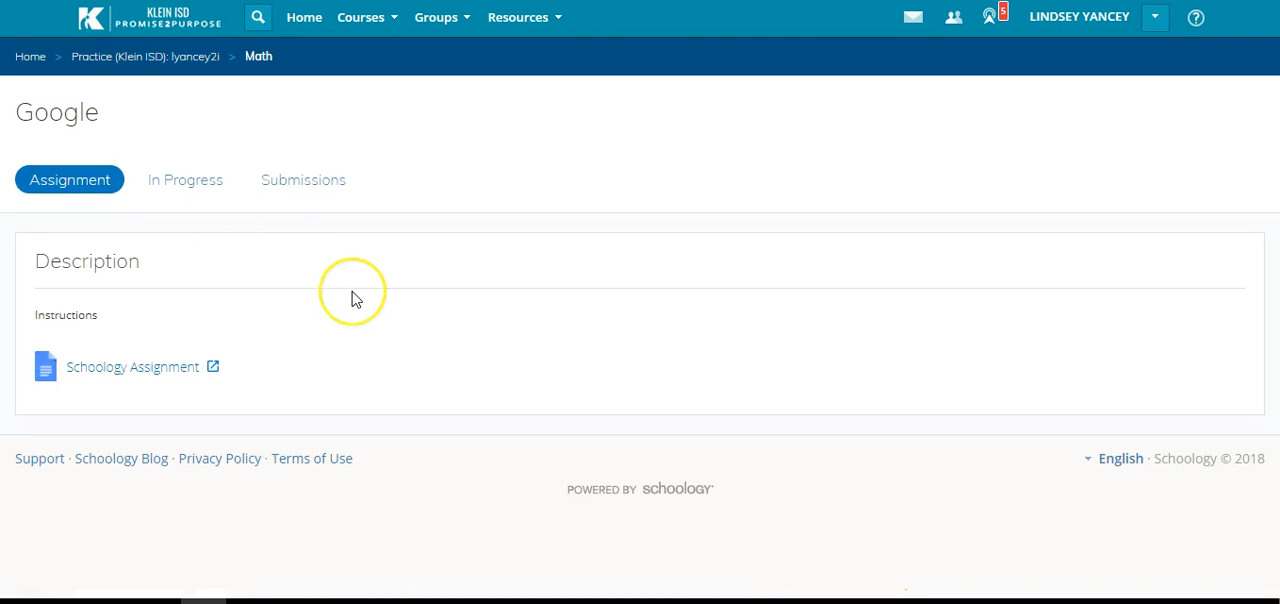 KLEIN ISD
PROMISE2PURPOSE
Home Courses Groups Resources 5 LINDSEY YANCEY
Home > Practice (Klein ISD): lyancey2i > Math
Google
Assignment In Progress Submissions
Description
Instructions
Schoology Assignment
Support · Schoology Blog · Privacy Policy · Terms of Use English · Schoology © 2018
POWERED BY schoology®